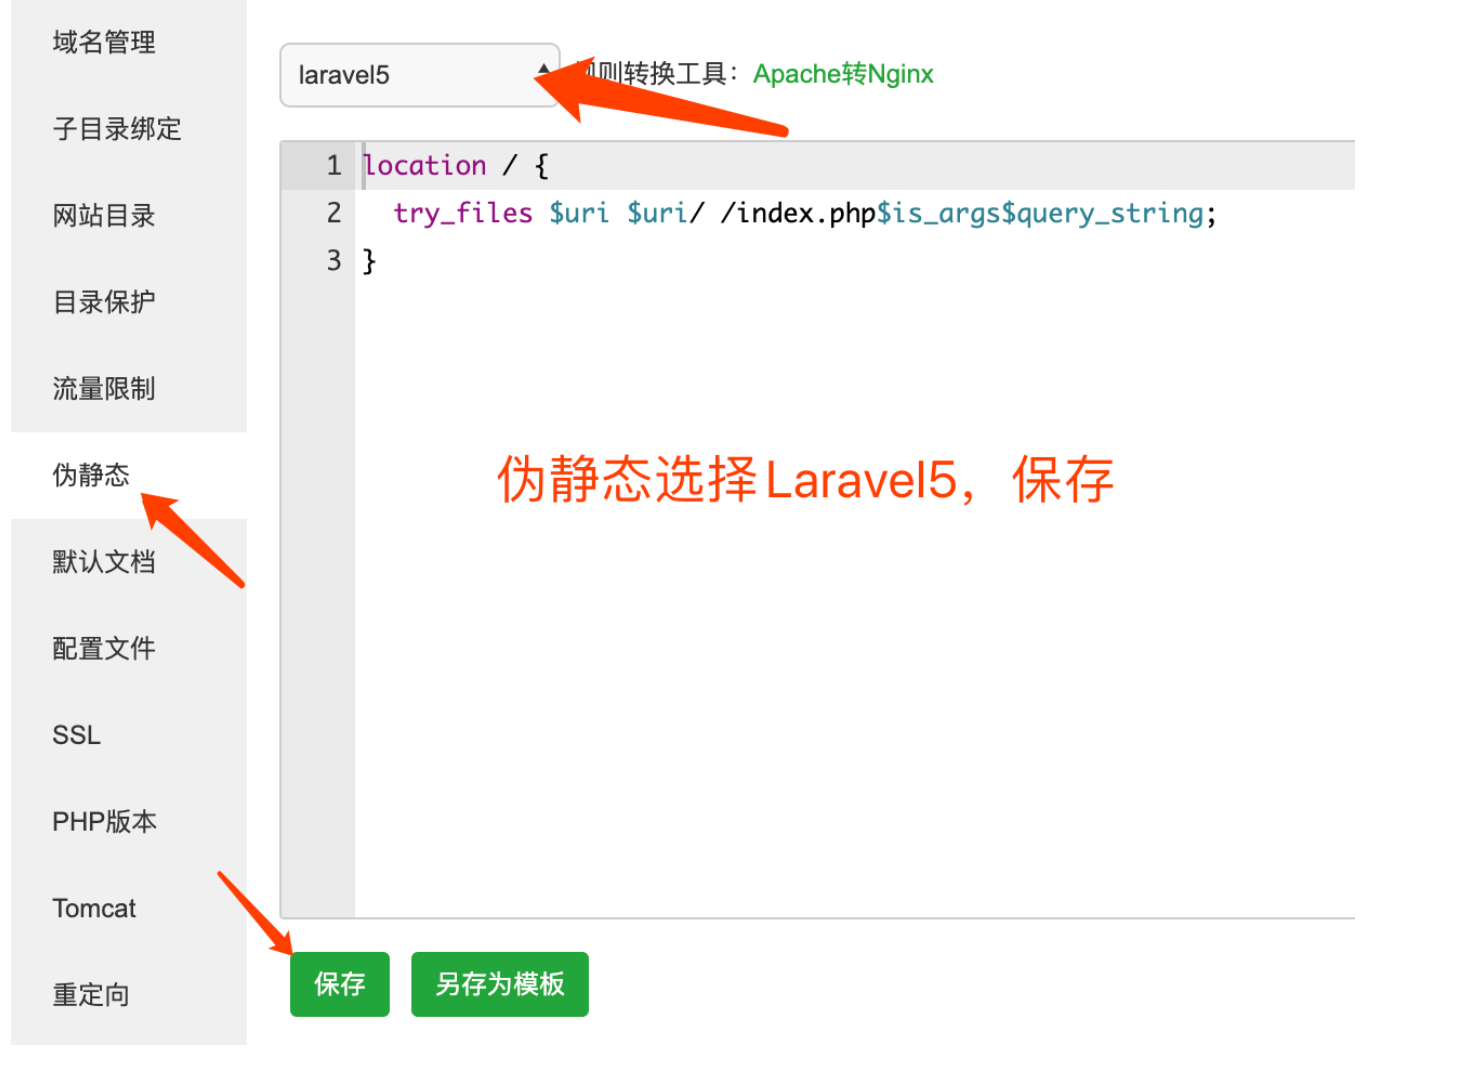 域名管理
子目录绑定
网站目录
目录保护
流量限制
伪静态
默认文档
配置文件
SSL
PHP版本
Tomcat
重定向
laravel5
则转换工具：Apache转Nginx
1 location / {
2 try_files $uri $uri/ /index.php$is_args$query_string;
3 }
伪静态选择Laravel5，保存
保存
另存为模板